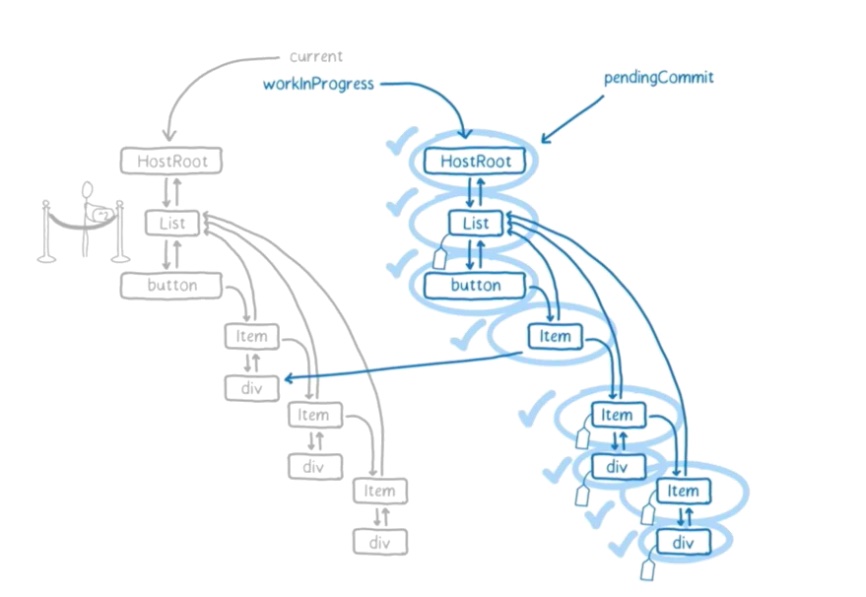 current
workInProgress
pendingCommit
HostRoot
HostRoot
List
List
button
button
Item
Item
div
Item
Item
div
div
Item
Item
div
div